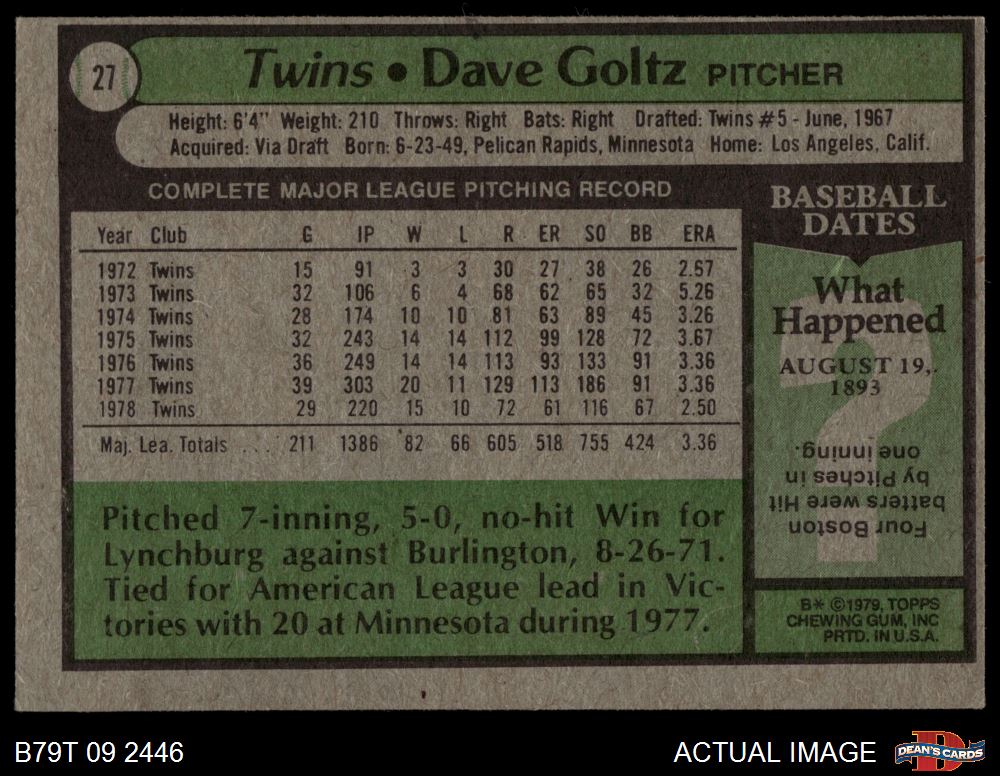 27
Twins • Dave Goltz PITCHER
Height: 6'4" Weight: 210 Throws: Right Bats: Right Drafted: Twins #5 - June, 1967
Acquired: Via Draft Born: 6-23-49, Pelican Rapids, Minnesota Home: Los Angeles, Calif.
COMPLETE MAJOR LEAGUE PITCHING RECORD
Year Club G IP W L R ER SO BB ERA
1972 Twins 15 91 3 3 30 27 38 26 2.67
1973 Twins 32 106 6 4 68 62 65 32 5.26
1974 Twins 28 174 10 10 81 63 89 45 3.26
1975 Twins 32 243 14 14 112 99 128 72 3.67
1976 Twins 36 249 14 14 113 93 133 91 3.36
1977 Twins 39 303 20 11 129 113 186 91 3.36
1978 Twins 29 220 15 10 72 61 116 67 2.50
Maj. Lea. Totals . . . 211 1386 82 66 605 518 755 424 3.36
Pitched 7-inning, 5-0, no-hit Win for
Lynchburg against Burlington, 8-26-71.
Tied for American League lead in Vic-
tories with 20 at Minnesota during 1977.
BASEBALL
DATES
What
Happened
AUGUST 19,.
1893
Four Boston
batters were Hit
by Pitches in
one inning.
B* ©1979, TOPPS
CHEWING GUM, INC
PRTD. IN U.S.A.
B79T 09 2446
ACTUAL IMAGE
DEAN'S CARDS